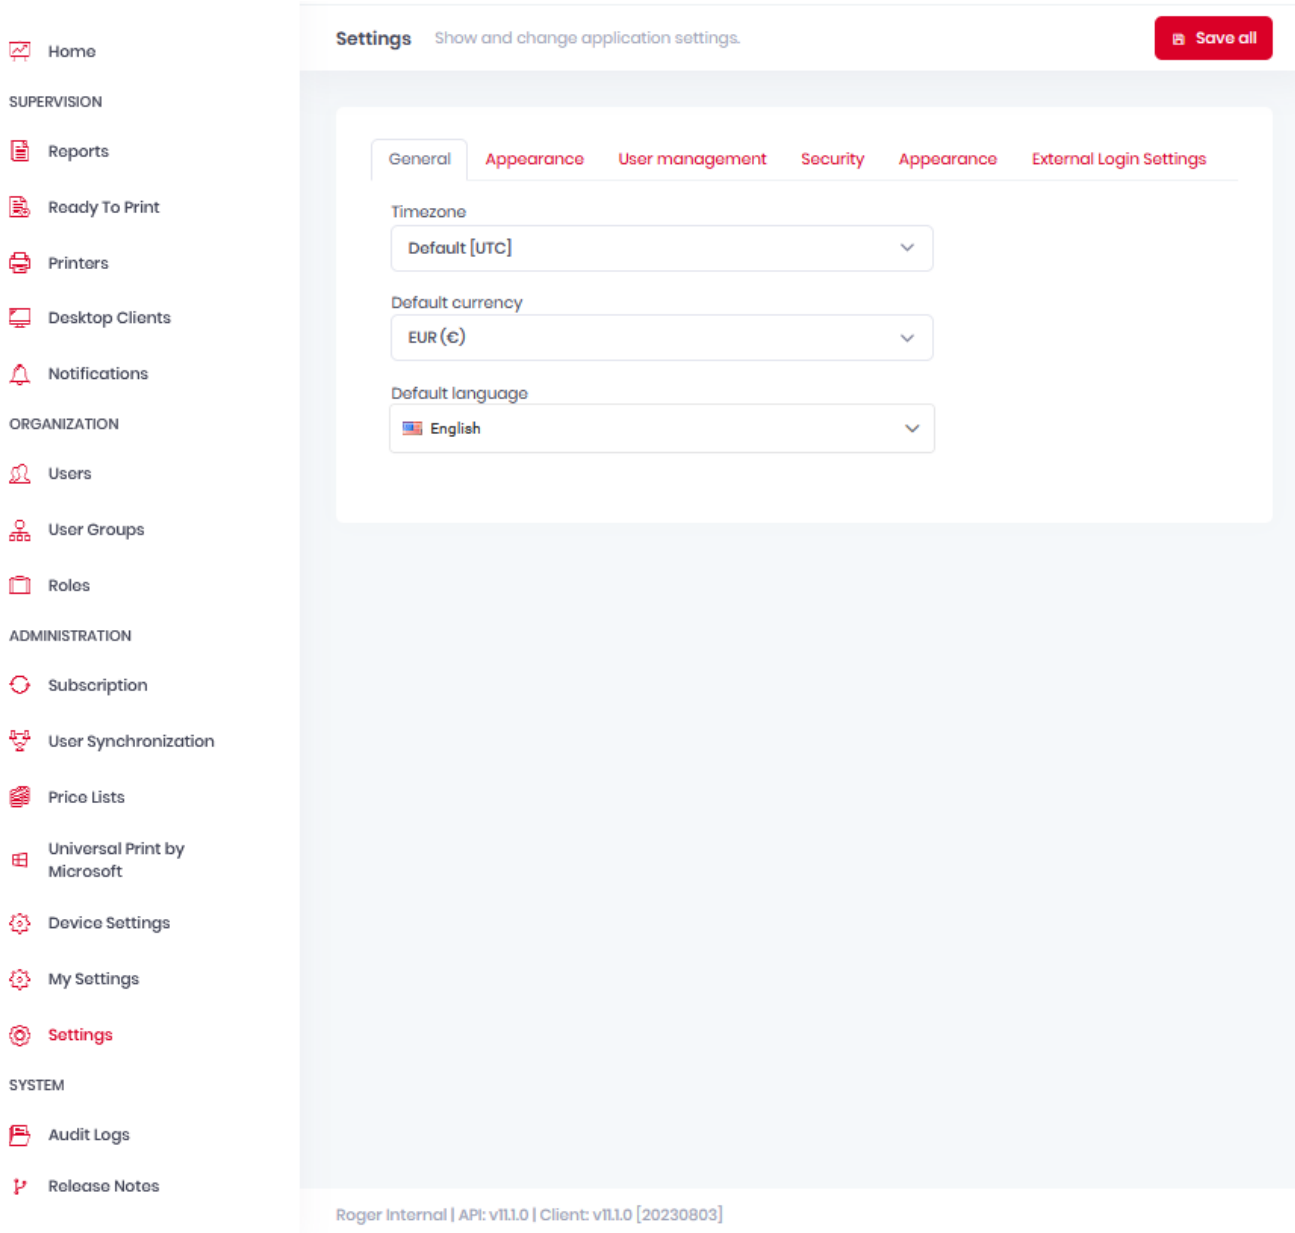 Home
SUPERVISION
Reports
Ready To Print
Printers
Desktop Clients
Notifications
ORGANIZATION
Users
User Groups
Roles
ADMINISTRATION
Subscription
User Synchronization
Price Lists
Universal Print by
Microsoft
Device Settings
My Settings
Settings
SYSTEM
Audit Logs
Release Notes
Settings Show and change application settings.
Save all
General Appearance User management Security Appearance External Login Settings
Timezone
Default [UTC]
Default currency
EUR (€)
Default language
English
Roger Internal | API: v11.1.0 | Client: v11.1.0 [20230803]